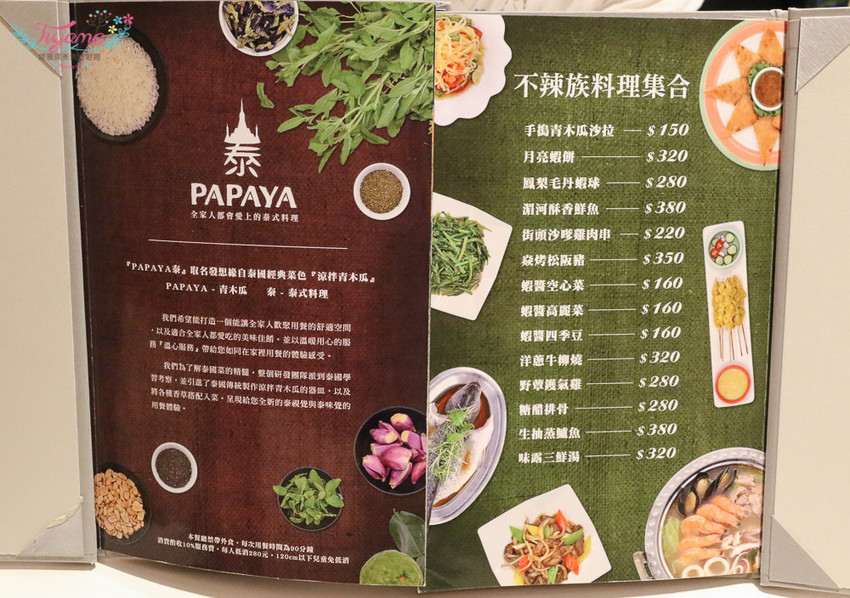 泰
PAPAYA
全家人都會愛上的泰式料理
『PAPAYA泰』取名發想緣自泰國經典菜色『涼拌青木瓜』
PAPAYA - 青木瓜 泰 - 泰式料理
我們希望能打造一個能讓全家人歡聚用餐的舒適空間
，以及適合全家人都愛吃的美味佳餚。並以溫暖用心的服
務『溫心服務』帶給您如同在家裡用餐的體驗感受。
我們為了解泰國菜的精髓，整個研發團隊派到泰國學
習考察，並引進了泰國傳統製作涼拌青木瓜的器皿，以及
將各種香草搭配入菜。呈現給您全新的泰視覺與泰味覺的
用餐體驗。
本餐廳禁帶外食，每次用餐時間為90分鐘
消費酌收10%服務費，每人低消280元，120cm以下兒童免低消
不辣族料理集合
手搗青木瓜沙拉 $150
月亮蝦餅 $320
鳳梨毛丹蝦球 $280
湄河酥香鮮魚 $380
街頭沙嗲雞肉串 $220
焱烤松阪豬 $350
蝦醬空心菜 $160
蝦醬高麗菜 $160
蝦醬四季豆 $160
洋蔥牛柳燒 $320
野蕈鑊氣雞 $280
糖醋排骨 $280
生抽蒸鱸魚 $380
味露三鮮湯 $320